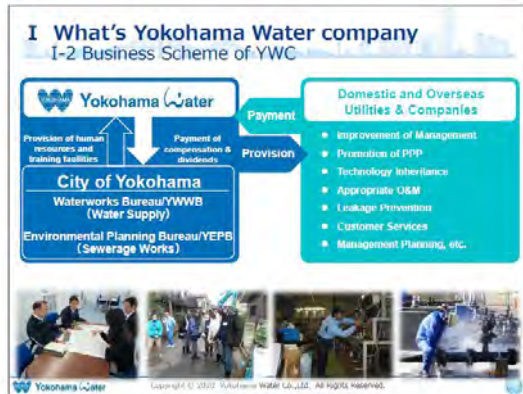 I What's Yokohama Water company
I-2 Business Scheme of YWC
YOKOHAMA
Yokohama Water
Provision of human
resources and
training facilities
Payment of
compensation &
dividends
City of Yokohama
Waterworks Bureau/YWWB
(Water Supply)
Environmental Planning Bureau/YEPB
(Sewerage Works)
Payment
Provision
Domestic and Overseas
Utilities & Companies
Improvement of Management
Promotion of PPP
Technology Inheritance
Appropriate O&M
Leakage Prevention
Customer Services
Management Planning, etc.
Yokohama Water
Copyright © 2020 Yokohama Water Co.,Ltd. All Rights Reserved.